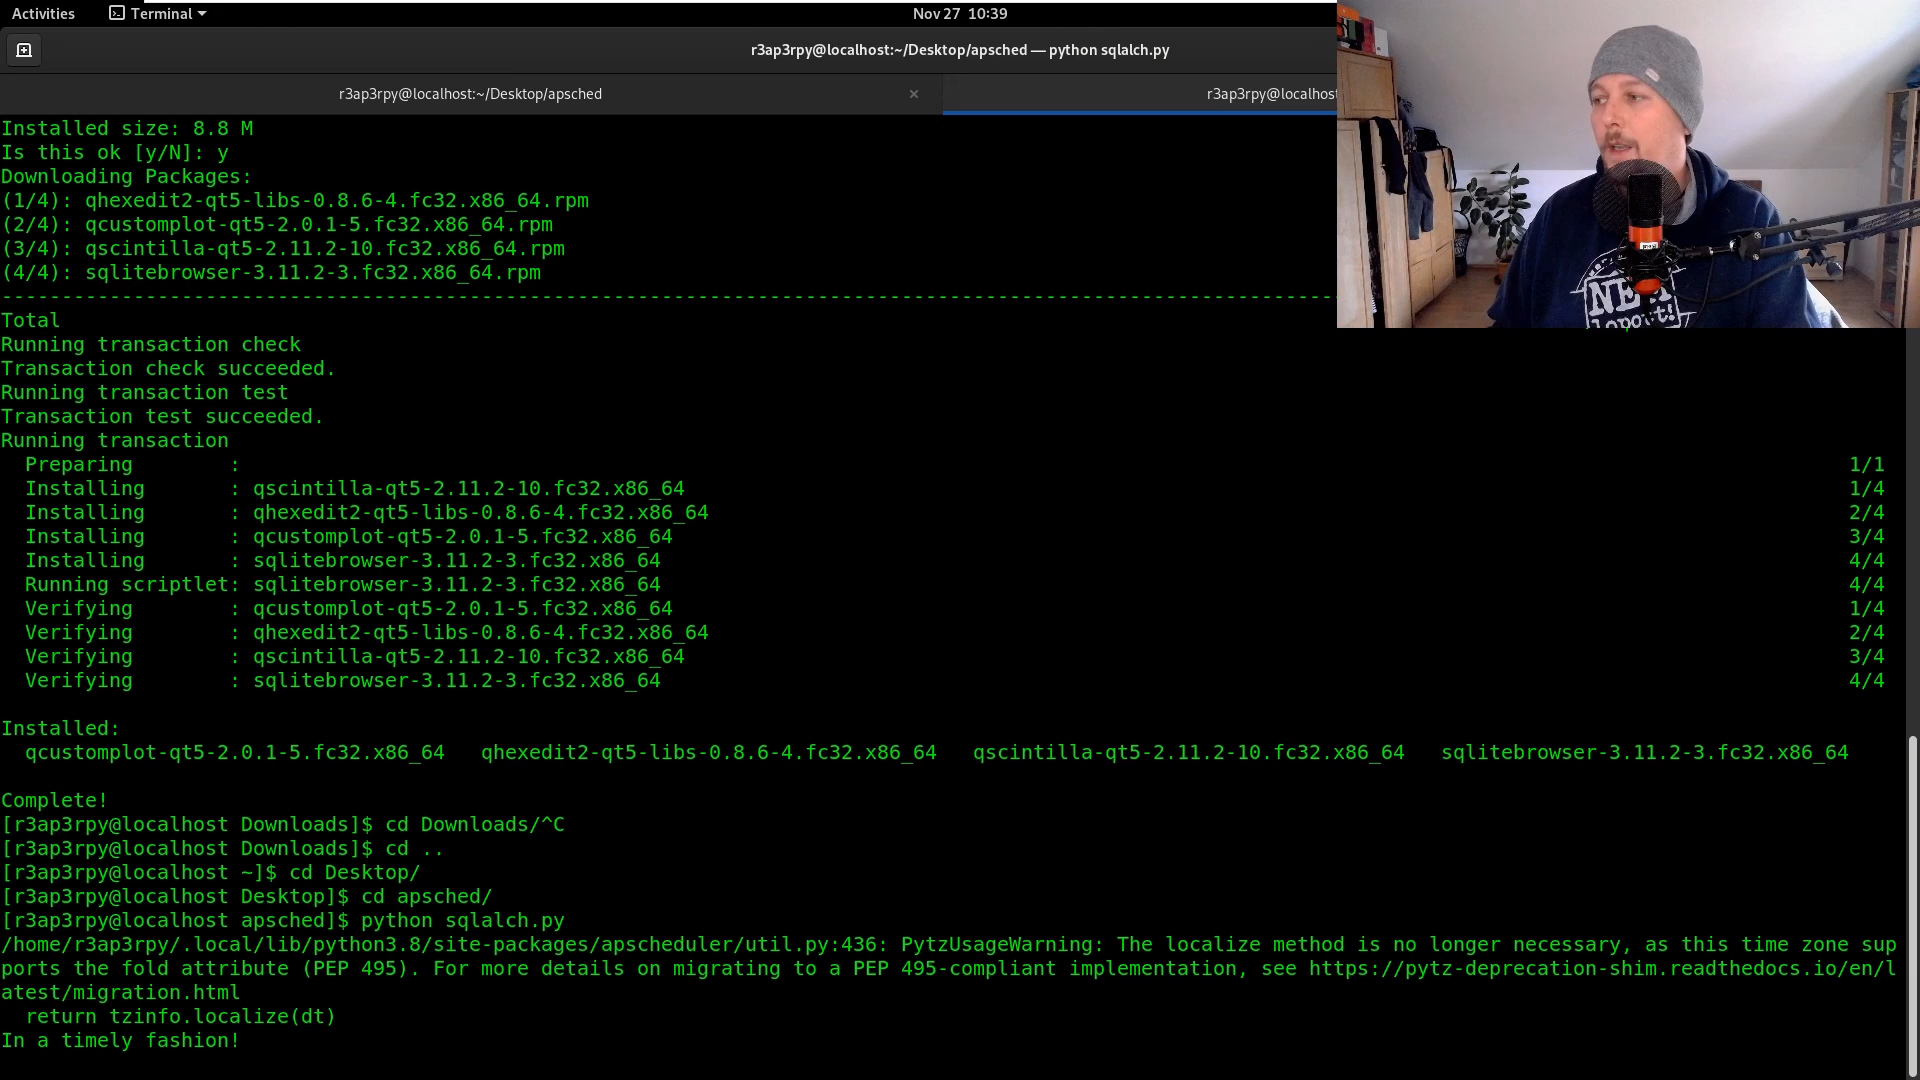 Activities
Terminal
Nov 27 10:39
r3ap3rpy@localhost:~/Desktop/apsched — python sqlalch.py
r3ap3rpy@localhost:~/Desktop/apsched ×
r3ap3rpy@localhost
Installed size: 8.8 M
Is this ok [y/N]: y
Downloading Packages:
(1/4): qhexedit2-qt5-libs-0.8.6-4.fc32.x86_64.rpm
(2/4): qcustomplot-qt5-2.0.1-5.fc32.x86_64.rpm
(3/4): qscintilla-qt5-2.11.2-10.fc32.x86_64.rpm
(4/4): sqlitebrowser-3.11.2-3.fc32.x86_64.rpm
--------------------------------------------------------------------------------------------------------------
Total
Running transaction check
Transaction check succeeded.
Running transaction test
Transaction test succeeded.
Running transaction
  Preparing        : 1/1
  Installing       : qscintilla-qt5-2.11.2-10.fc32.x86_64 1/4
  Installing       : qhexedit2-qt5-libs-0.8.6-4.fc32.x86_64 2/4
  Installing       : qcustomplot-qt5-2.0.1-5.fc32.x86_64 3/4
  Installing       : sqlitebrowser-3.11.2-3.fc32.x86_64 4/4
  Running scriptlet: sqlitebrowser-3.11.2-3.fc32.x86_64 4/4
  Verifying        : qcustomplot-qt5-2.0.1-5.fc32.x86_64 1/4
  Verifying        : qhexedit2-qt5-libs-0.8.6-4.fc32.x86_64 2/4
  Verifying        : qscintilla-qt5-2.11.2-10.fc32.x86_64 3/4
  Verifying        : sqlitebrowser-3.11.2-3.fc32.x86_64 4/4
Installed:
  qcustomplot-qt5-2.0.1-5.fc32.x86_64   qhexedit2-qt5-libs-0.8.6-4.fc32.x86_64   qscintilla-qt5-2.11.2-10.fc32.x86_64   sqlitebrowser-3.11.2-3.fc32.x86_64
Complete!
[r3ap3rpy@localhost Downloads]$ cd Downloads/^C
[r3ap3rpy@localhost Downloads]$ cd ..
[r3ap3rpy@localhost ~]$ cd Desktop/
[r3ap3rpy@localhost Desktop]$ cd apsched/
[r3ap3rpy@localhost apsched]$ python sqlalch.py
/home/r3ap3rpy/.local/lib/python3.8/site-packages/apscheduler/util.py:436: PytzUsageWarning: The localize method is no longer necessary, as this time zone sup
ports the fold attribute (PEP 495). For more details on migrating to a PEP 495-compliant implementation, see https://pytz-deprecation-shim.readthedocs.io/en/l
atest/migration.html
  return tzinfo.localize(dt)
In a timely fashion!